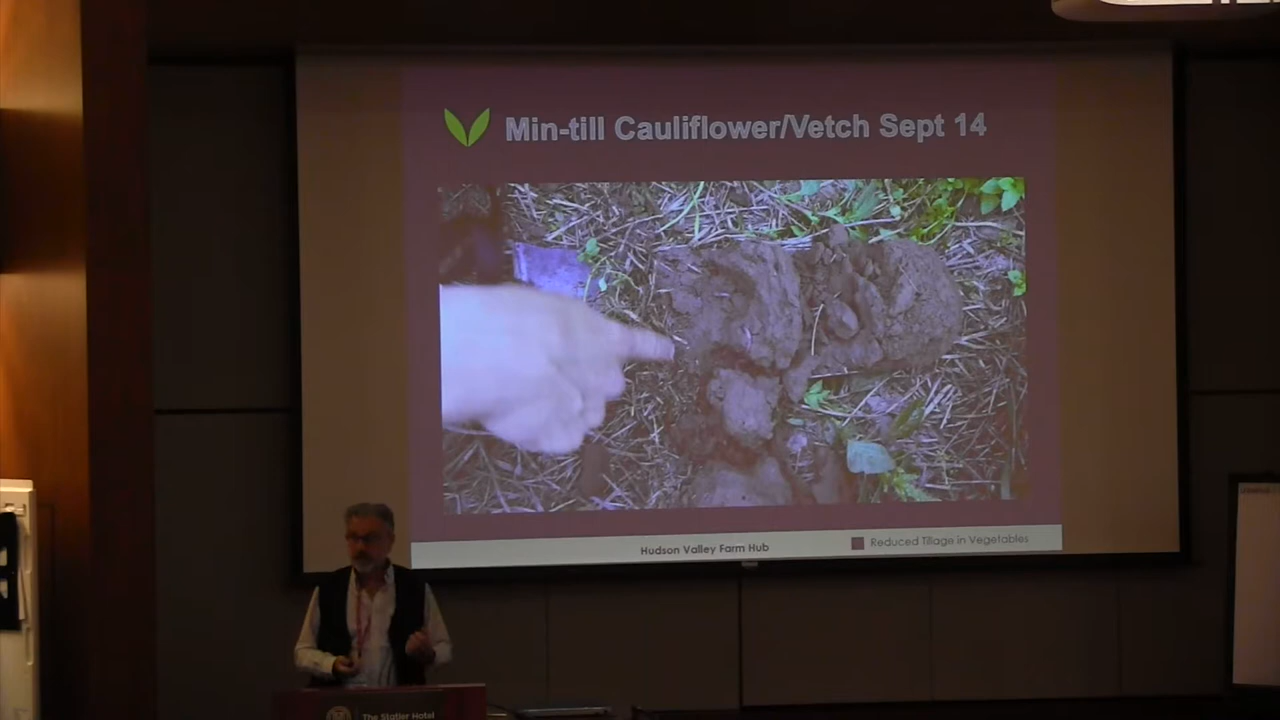 Min-till Cauliflower/Vetch Sept 14
Hudson Valley Farm Hub
Reduced Tillage in Vegetables
The Statler Hotel